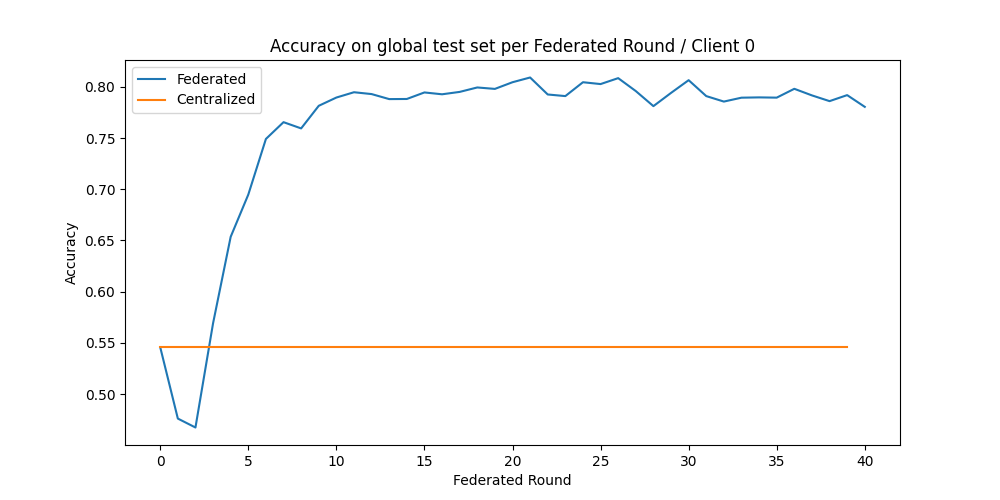 Accuracy on global test set per Federated Round / Client 0
Federated
Centralized
0.80
0.75
0.70
0.65
0.60
0.55
0.50
Accuracy
0 5 10 15 20 25 30 35 40
Federated Round